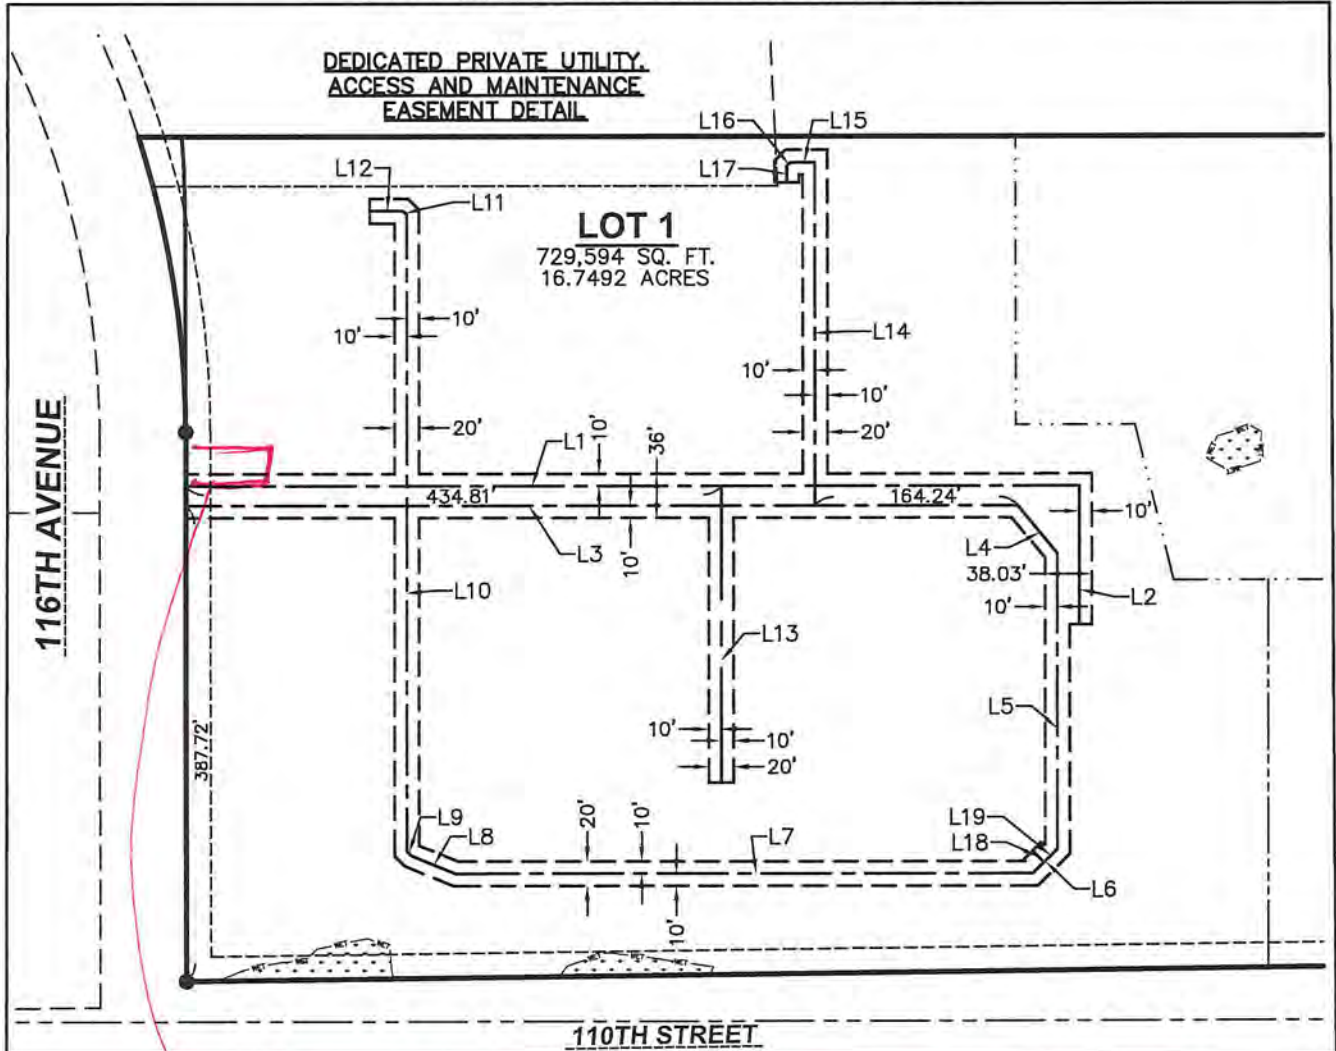 DEDICATED PRIVATE UTILITY,
ACCESS AND MAINTENANCE
EASEMENT DETAIL
L16
L15
L17
L12
L11
LOT 1
729,594 SQ. FT.
16.7492 ACRES
10'
10'
L14
10'
10'
20'
20'
L1
10'
36'
116TH AVENUE
434.81'
164.24'
10'
L3
10'
L4
38.03'
10'
L2
L10
L13
L5
387.72'
10'
10'
20'
L9
L8
20'
10'
L7
L19
L18
L6
10'
110TH STREET